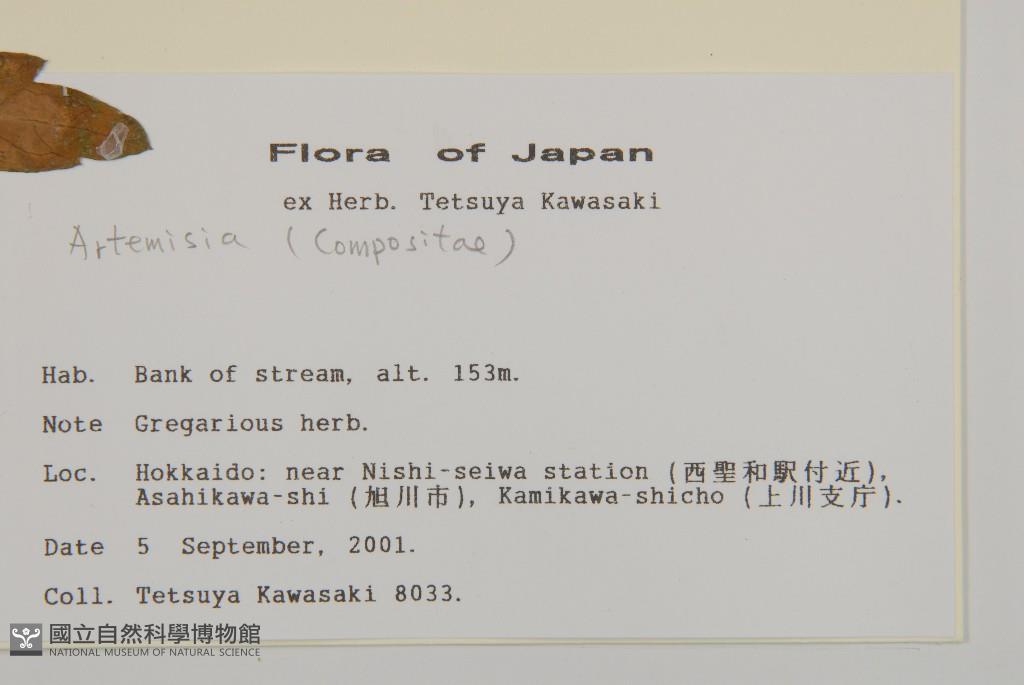 Flora of Japan
ex Herb. Tetsuya Kawasaki
Artemisia (Compositae)
Hab. Bank of stream, alt. 153m.
Note Gregarious herb.
Loc. Hokkaido: near Nishi-seiwa station (西聖和駅付近),
Asahikawa-shi (旭川市), Kamikawa-shicho (上川支庁).
Date 5 September, 2001.
Coll. Tetsuya Kawasaki 8033.
國立自然科學博物館
NATIONAL MUSEUM OF NATURAL SCIENCE